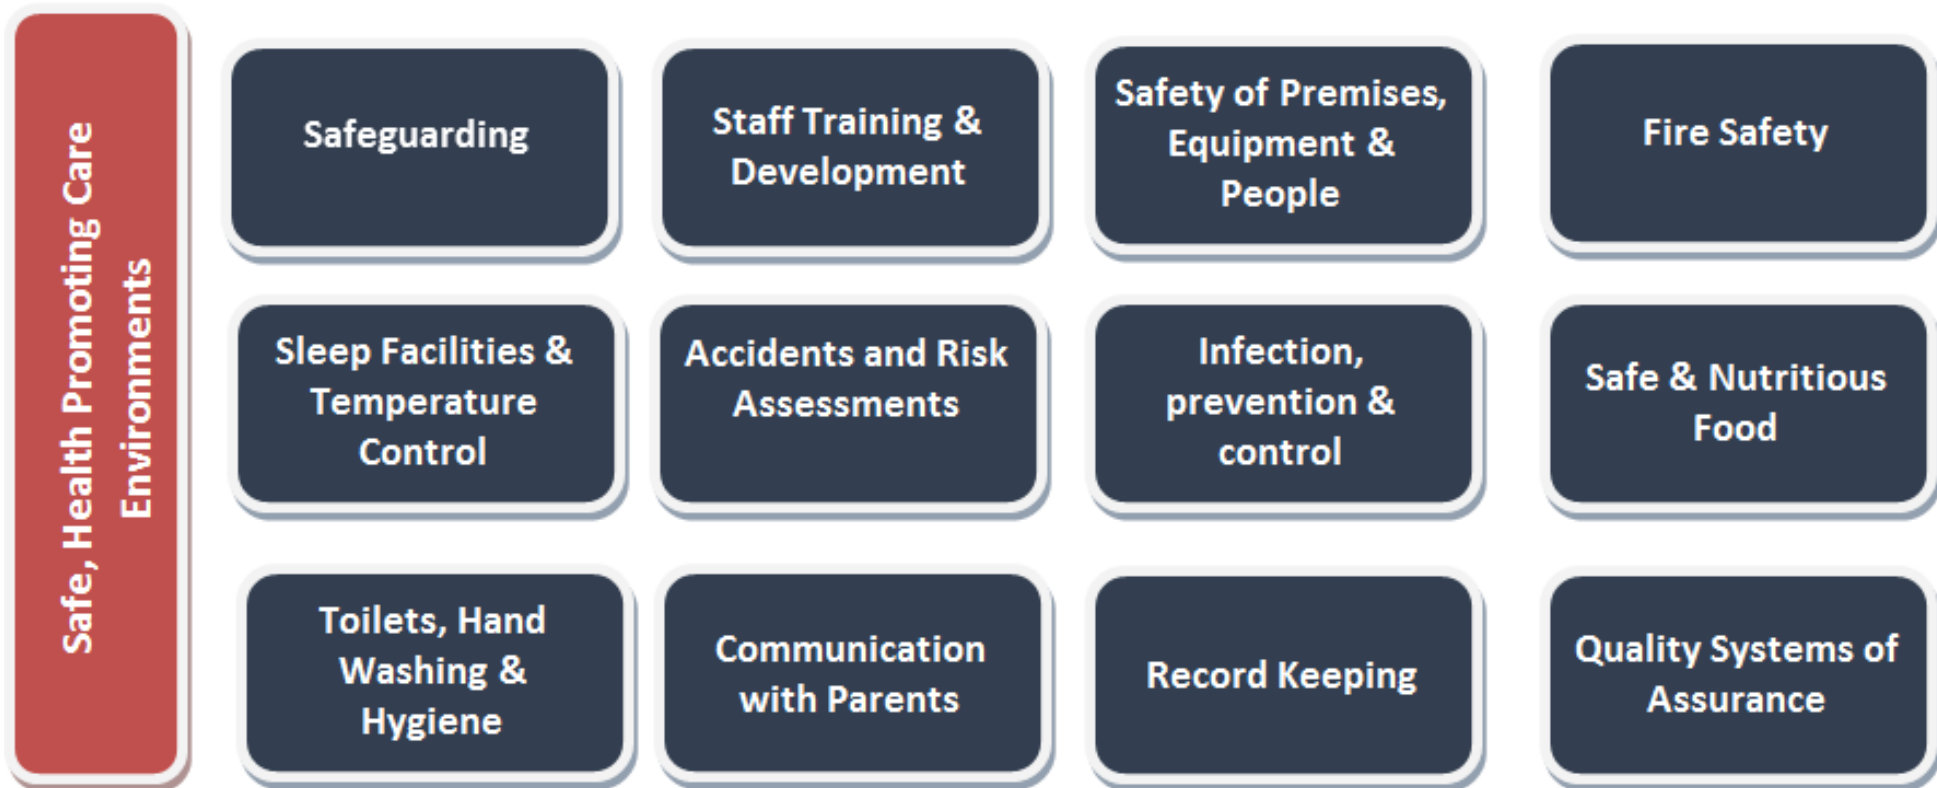 Safe, Health Promoting Care
Environments
Safeguarding
Staff Training &
Development
Safety of Premises,
Equipment &
People
Fire Safety
Sleep Facilities &
Temperature
Control
Accidents and Risk
Assessments
Infection,
prevention &
control
Safe & Nutritious
Food
Toilets, Hand
Washing &
Hygiene
Communication
with Parents
Record Keeping
Quality Systems of
Assurance